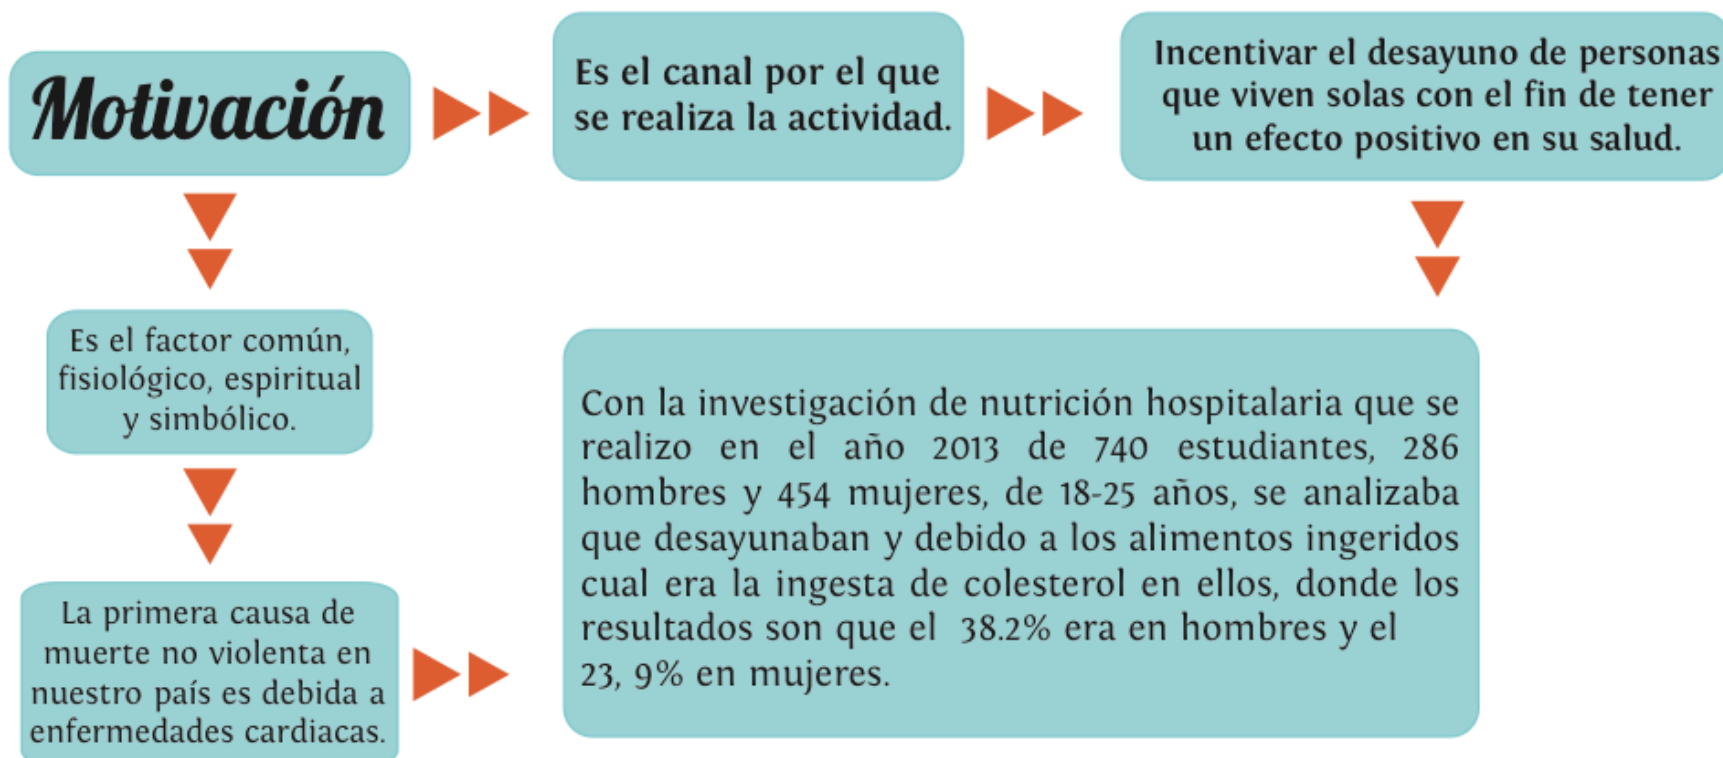 Motivación
Es el canal por el que
se realiza la actividad.
Incentivar el desayuno de personas
que viven solas con el fin de tener
un efecto positivo en su salud.
Es el factor común,
fisiológico, espiritual
y simbólico.
La primera causa de
muerte no violenta en
nuestro país es debida a
enfermedades cardiacas.
Con la investigación de nutrición hospitalaria que se
realizo en el año 2013 de 740 estudiantes, 286
hombres y 454 mujeres, de 18-25 años, se analizaba
que desayunaban y debido a los alimentos ingeridos
cual era la ingesta de colesterol en ellos, donde los
resultados son que el  38.2% era en hombres y el
23, 9% en mujeres.